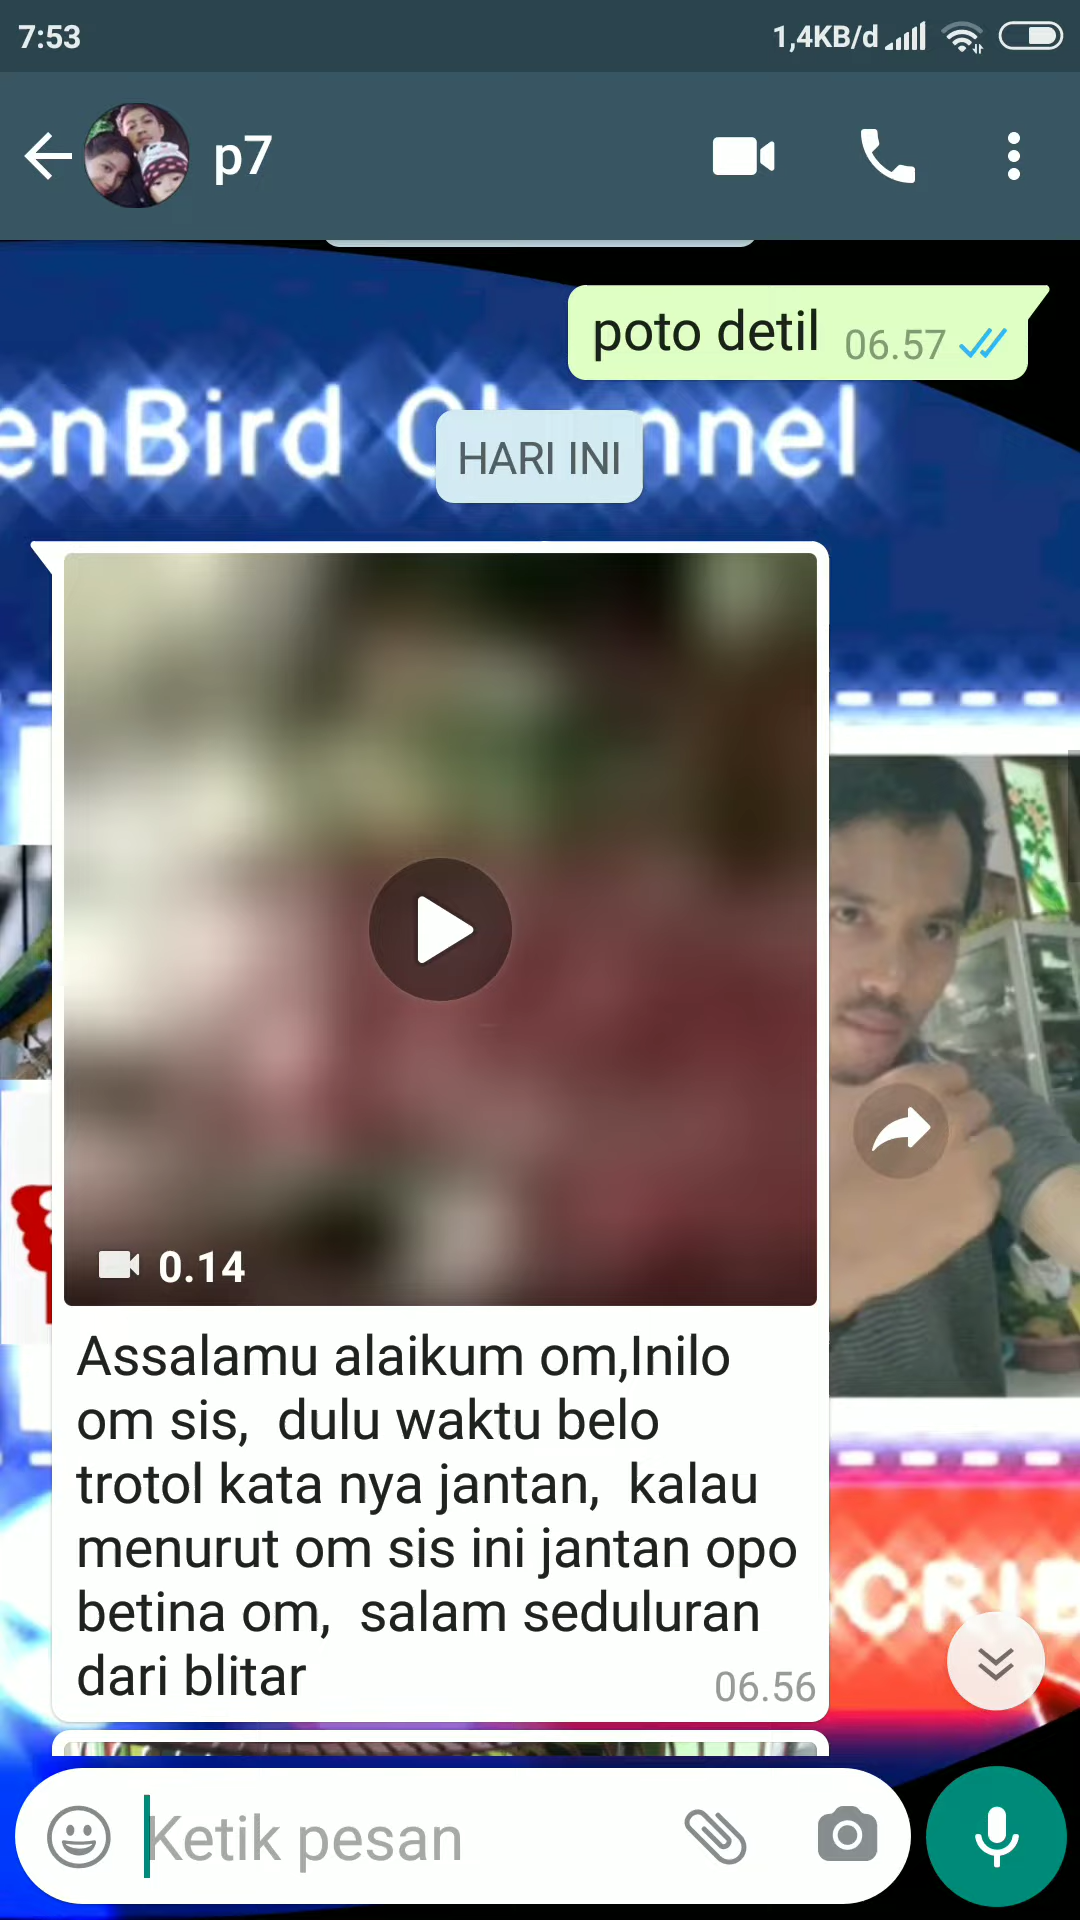 7:53
1,4KB/d
p7
poto detil 06.57
enBird Channel
HARI INI
0.14
Assalamu alaikum om,Inilo
om sis, dulu waktu belo
trotol kata nya jantan, kalau
menurut om sis ini jantan opo
betina om, salam seduluran
dari blitar
06.56
CRIB
Ketik pesan